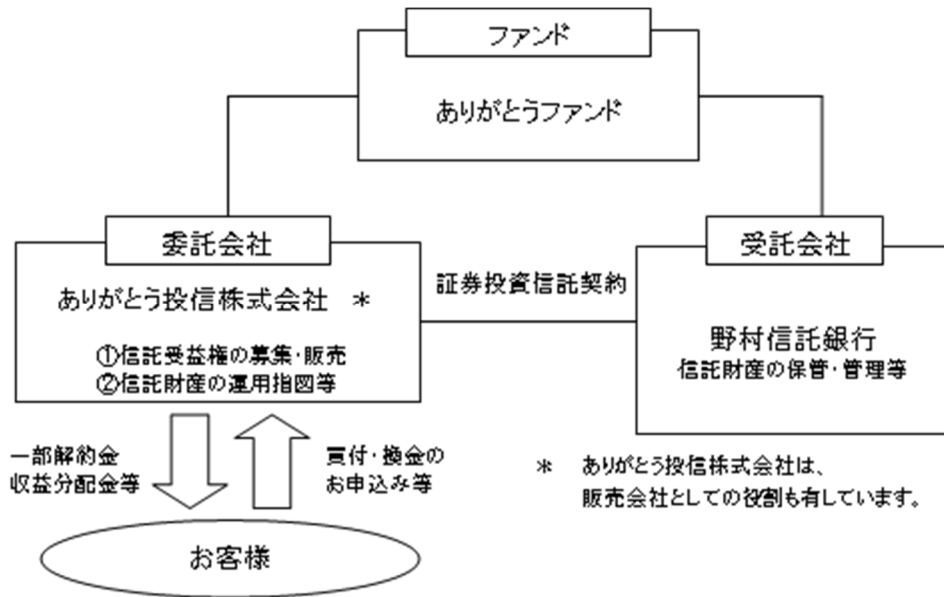 ファンド
ありがとうファンド
委託会社
ありがとう投信株式会社 *
①信託受益権の募集・販売
②信託財産の運用指図等
証券投資信託契約
受託会社
野村信託銀行
信託財産の保管・管理等
一部解約金
収益分配金等
買付・換金の
お申込み等
* ありがとう投信株式会社は、
販売会社としての役割も有しています。
お客様